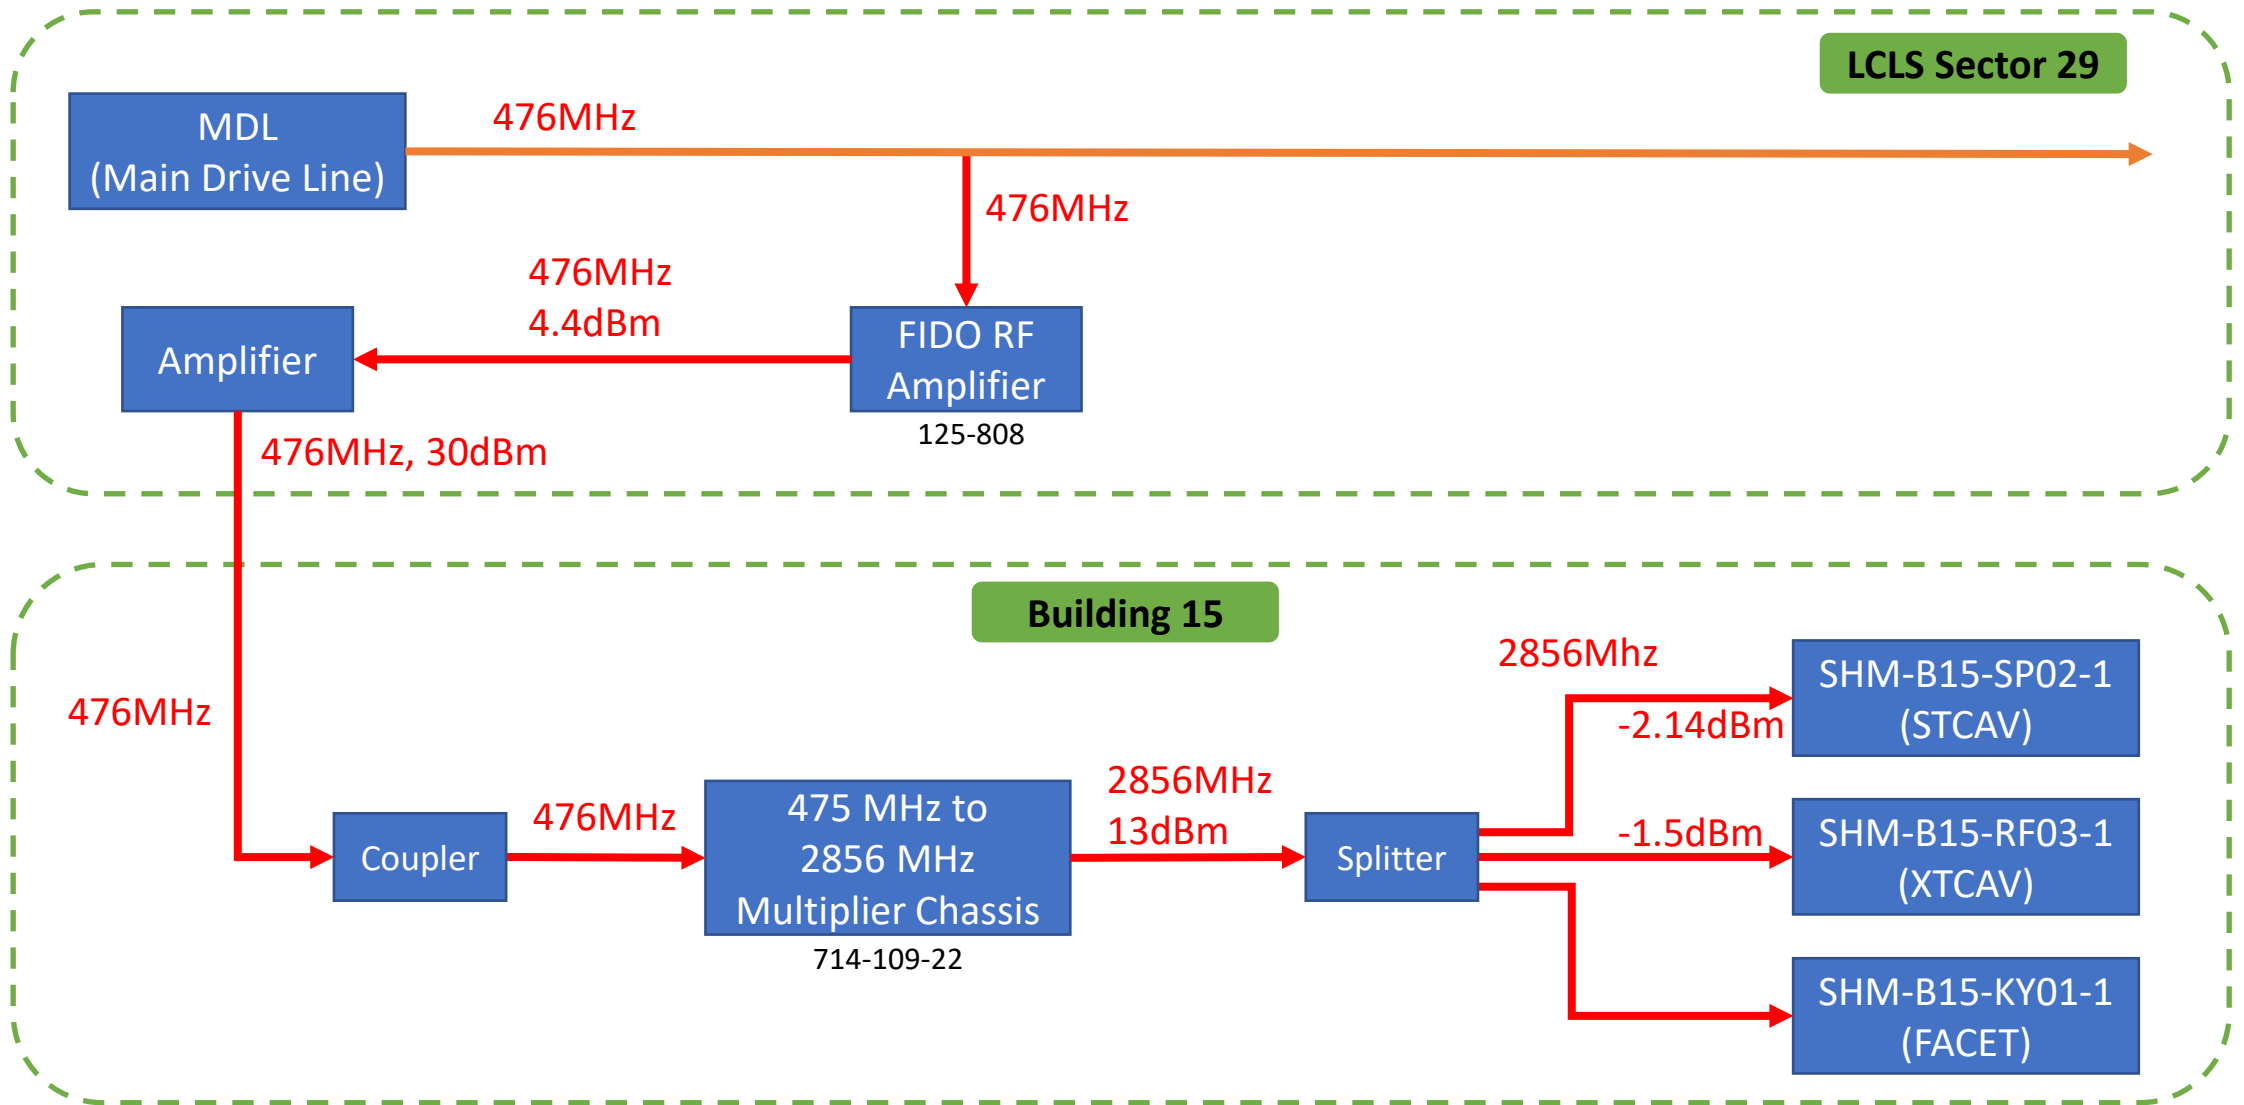 LCLS Sector 29
MDL
(Main Drive Line)
476MHz
476MHz
476MHz
4.4dBm
Amplifier
FIDO RF
Amplifier
125-808
476MHz, 30dBm
Building 15
476MHz
Coupler
476MHz
475 MHz to
2856 MHz
Multiplier Chassis
714-109-22
2856MHz
13dBm
Splitter
2856Mhz
-2.14dBm
SHM-B15-SP02-1
(STCAV)
-1.5dBm
SHM-B15-RF03-1
(XTCAV)
SHM-B15-KY01-1
(FACET)